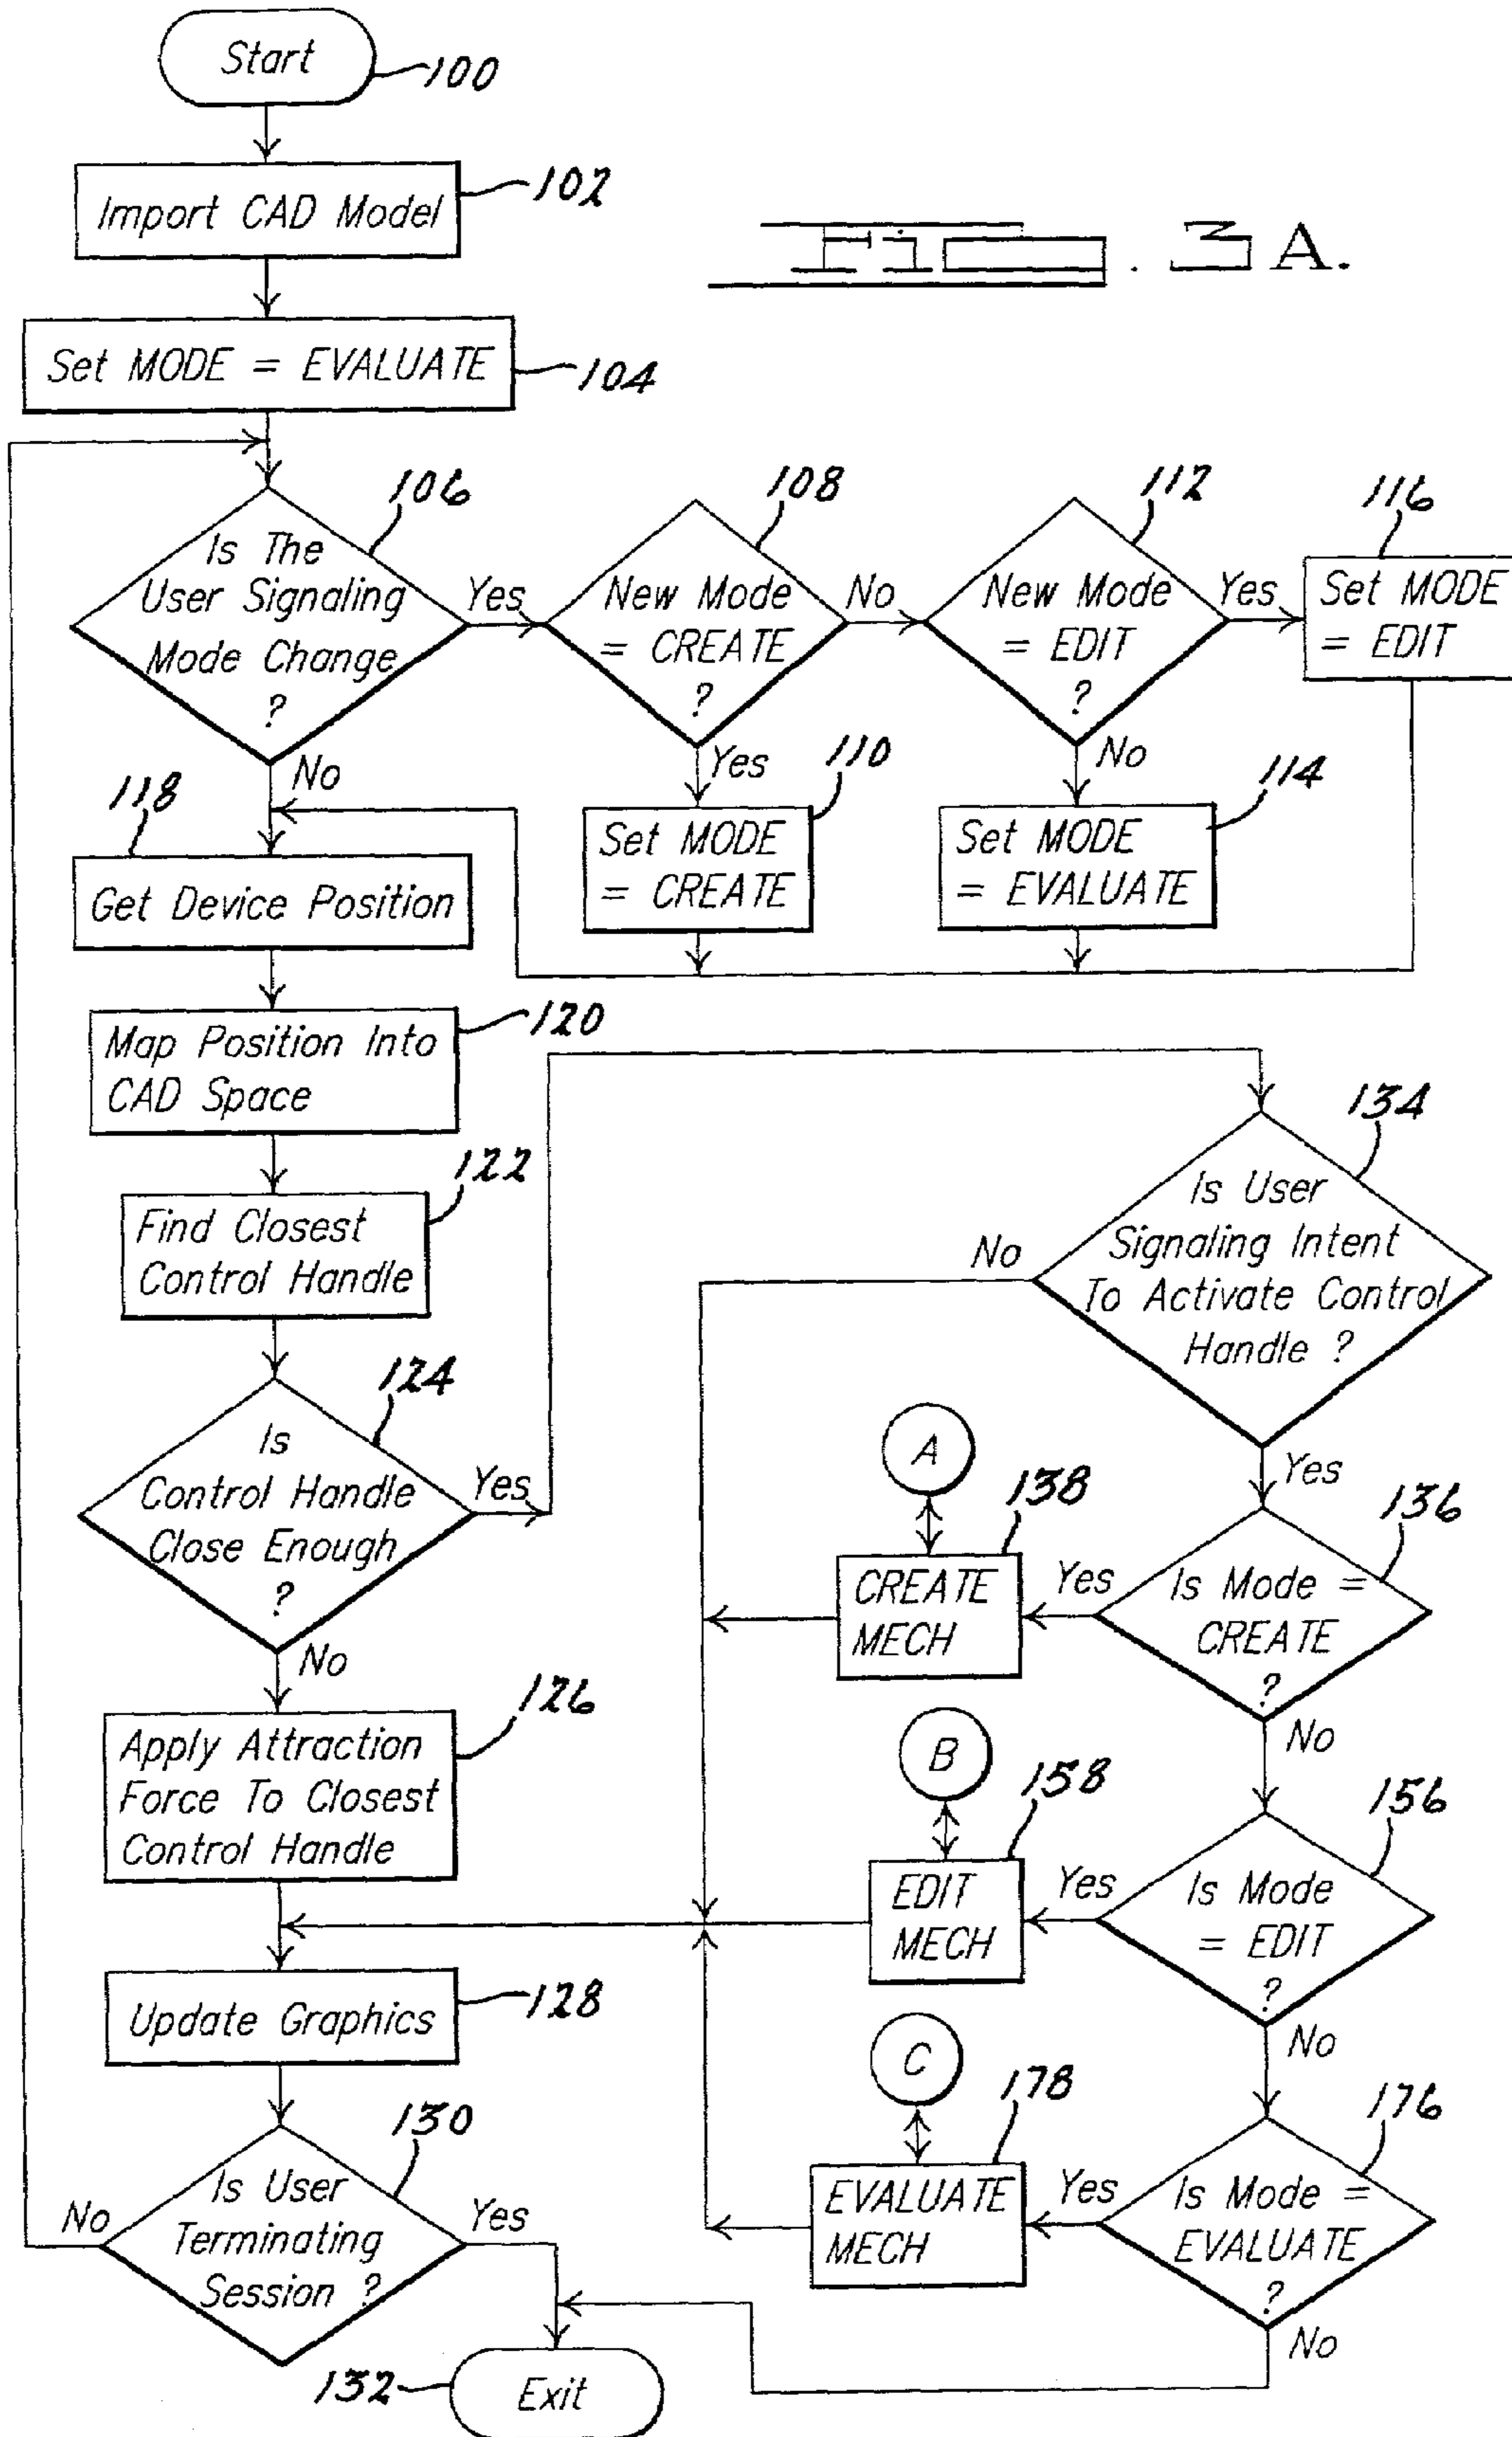 Start
100
Import CAD Model
102
FIG. 3A.
Set MODE = EVALUATE
104
106
Is The
User Signaling
Mode Change
?
Yes
No
108
New Mode
= CREATE
?
No
Yes
112
New Mode
= EDIT
?
Yes
No
116
Set MODE
= EDIT
110
Set MODE
= CREATE
114
Set MODE
= EVALUATE
118
Get Device Position
120
Map Position Into
CAD Space
122
Find Closest
Control Handle
124
Is
Control Handle
Close Enough
?
Yes
No
134
Is User
Signaling Intent
To Activate Control
Handle ?
No
Yes
126
Apply Attraction
Force To Closest
Control Handle
A
138
CREATE
MECH
Yes
136
Is Mode =
CREATE
?
No
B
158
EDIT
MECH
Yes
156
Is Mode
= EDIT
?
No
Update Graphics
128
C
178
EVALUATE
MECH
Yes
176
Is Mode =
EVALUATE
?
No
130
Is User
Terminating
Session ?
No
Yes
132
Exit